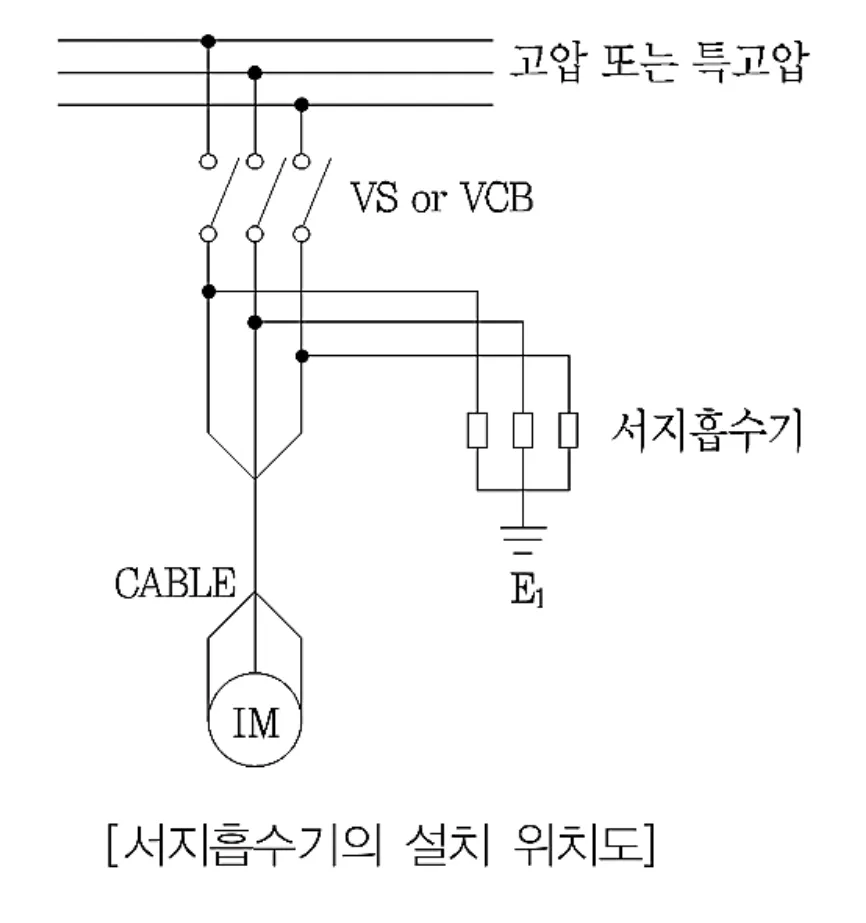 고압 또는 특고압
VS or VCB
서지흡수기
E₁
CABLE
IM
[서지흡수기의 설치 위치도]